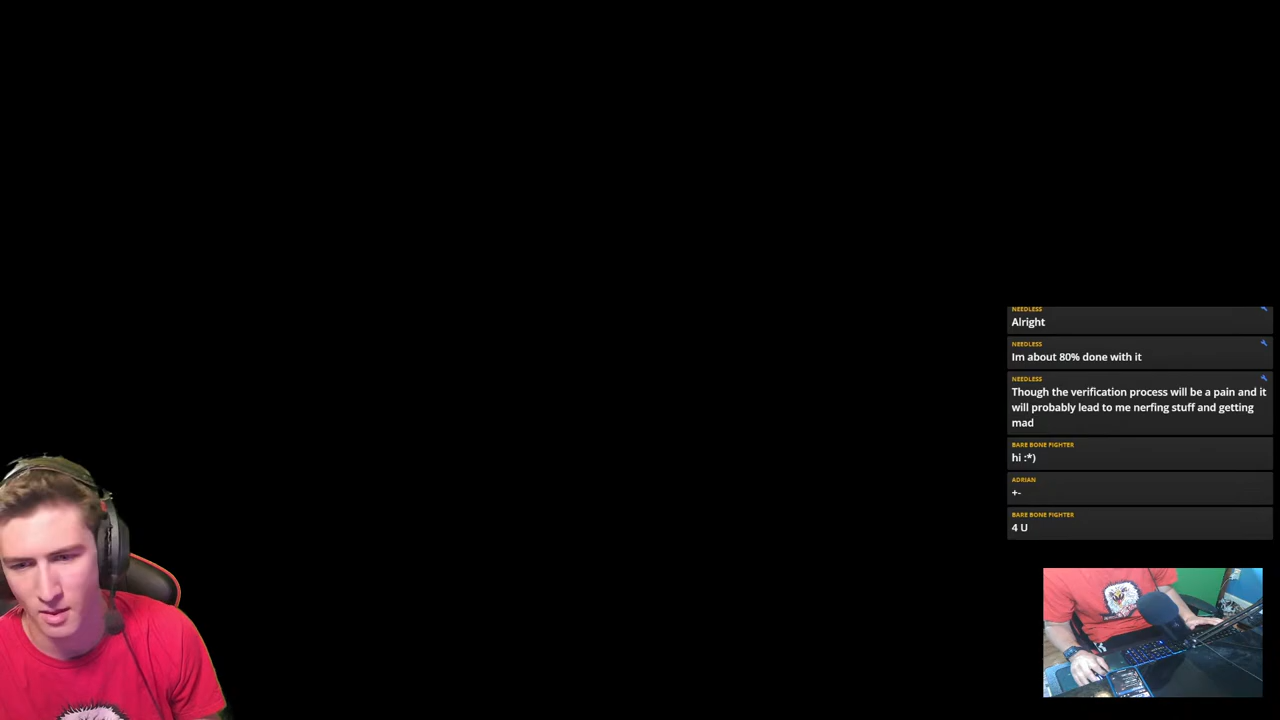 NEEDLESS
Alright
NEEDLESS
Im about 80% done with it
NEEDLESS
Though the verification process will be a pain and it
will probably lead to me nerfing stuff and getting
mad
BARE BONE FIGHTER
hi :*)
ADRIAN
+-
BARE BONE FIGHTER
4 U